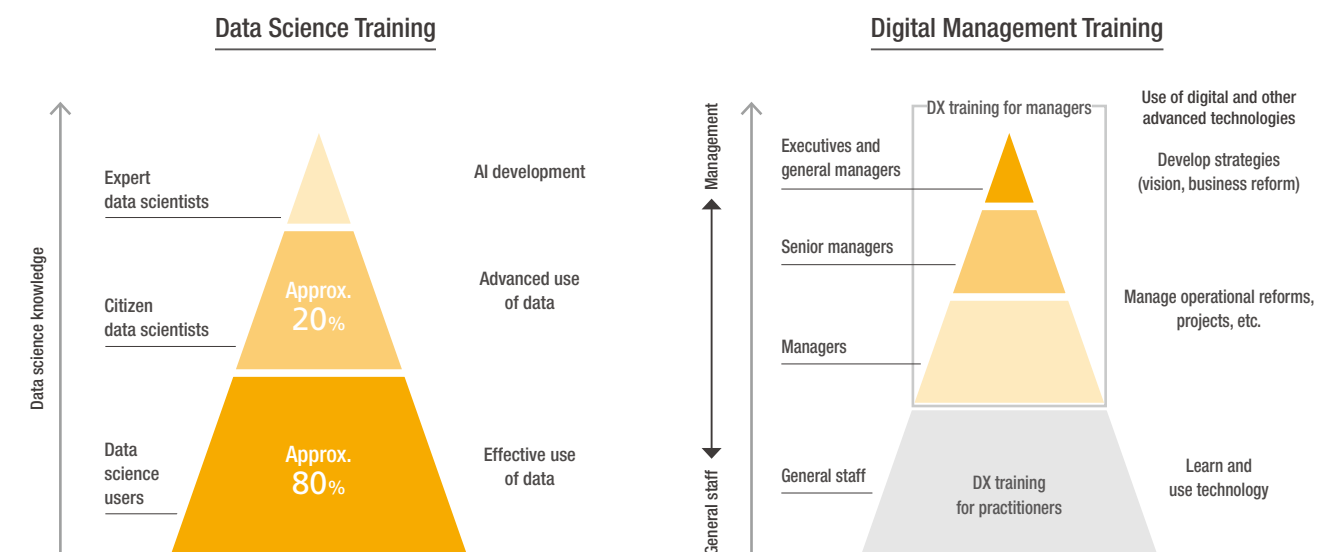 Data Science Training
Data science knowledge
Expert
data scientists
AI development
Citizen
data scientists
Approx.
20%
Advanced use
of data
Data
science
users
Approx.
80%
Effective use
of data
Digital Management Training
Management
General staff
DX training for managers
Use of digital and other
advanced technologies
Executives and
general managers
Develop strategies
(vision, business reform)
Senior managers
Manage operational reforms,
projects, etc.
Managers
General staff
DX training
for practitioners
Learn and
use technology